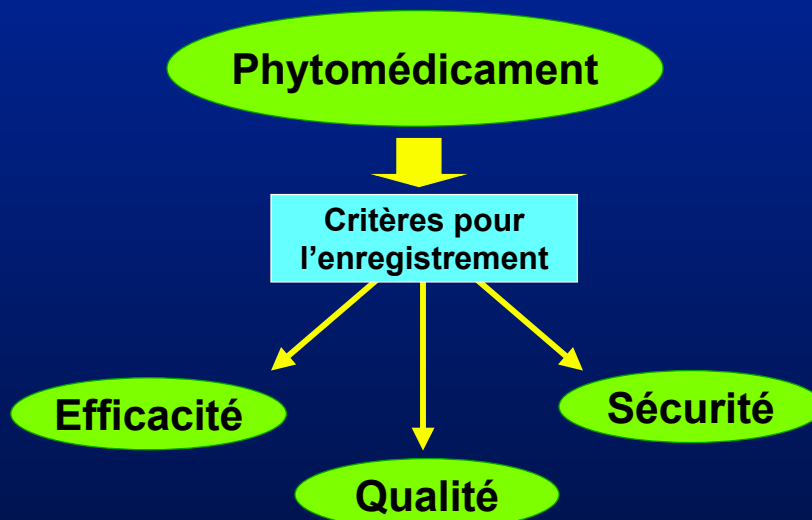 Phytomédicament
Critères pour
l'enregistrement
Efficacité
Sécurité
Qualité